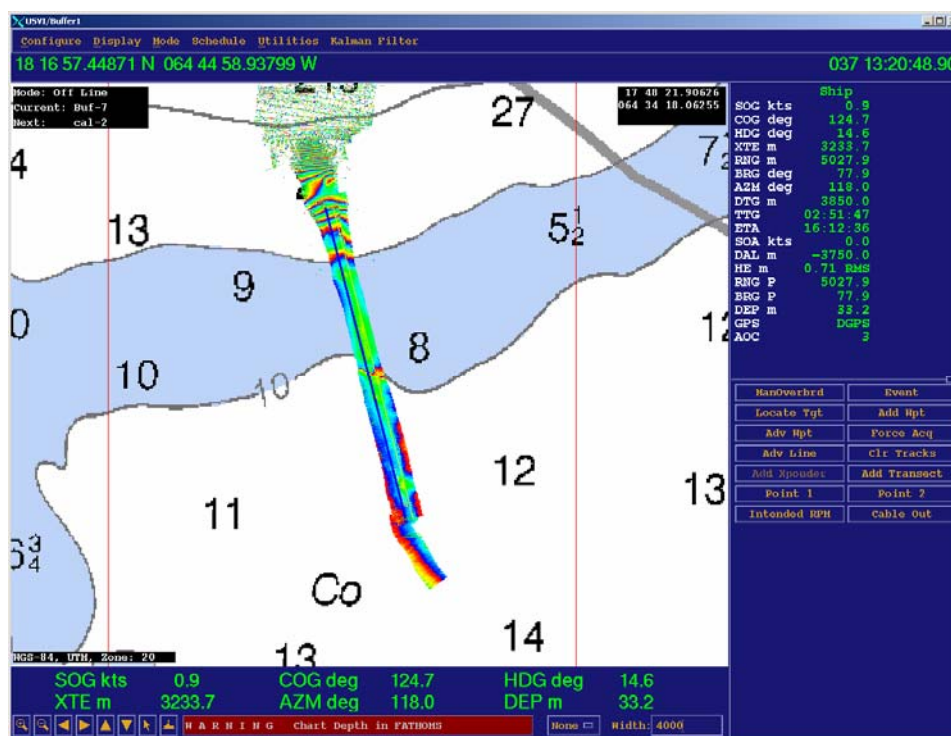 USVI/Buffer1
Configure Display Mode Schedule Utilities Kalman Filter
18 16 57.44871 N 064 44 58.93799 W 037 13:20:48.90
Mode: Off Line
Current: Buf-7
Next: cal-2
17 48 21.90626
064 34 18.06255
27
4
13
9
5 1/2
7
0
10
10
8
12
11
12
13
6 3/4
Co
13
14
WGS-84, UTM, Zone: 20
Ship
SOG kts 0.9
COG deg 124.7
HDG deg 14.6
XTE m 3233.7
RNG m 5027.9
BRG deg 77.9
AZM deg 118.0
DTG m 3850.0
TTG 02:51:47
ETA 16:12:36
SOA kts 0.0
DAL m -3750.0
HE m 0.71 RMS
RNG P 5027.9
BRG P 77.9
DEP m 33.2
GPS DGPS
AOC 3
ManOverbrd Event
Locate Tgt Add Wpt
Adv Wpt Force Acq
Adv Line Clr Tracks
Add Xponder Add Transect
Point 1 Point 2
Intended RPM Cable Out
SOG kts 0.9 COG deg 124.7 HDG deg 14.6
XTE m 3233.7 AZM deg 118.0 DEP m 33.2
W A R N I N G Chart Depth in FATHOMS
None
Width: 4000